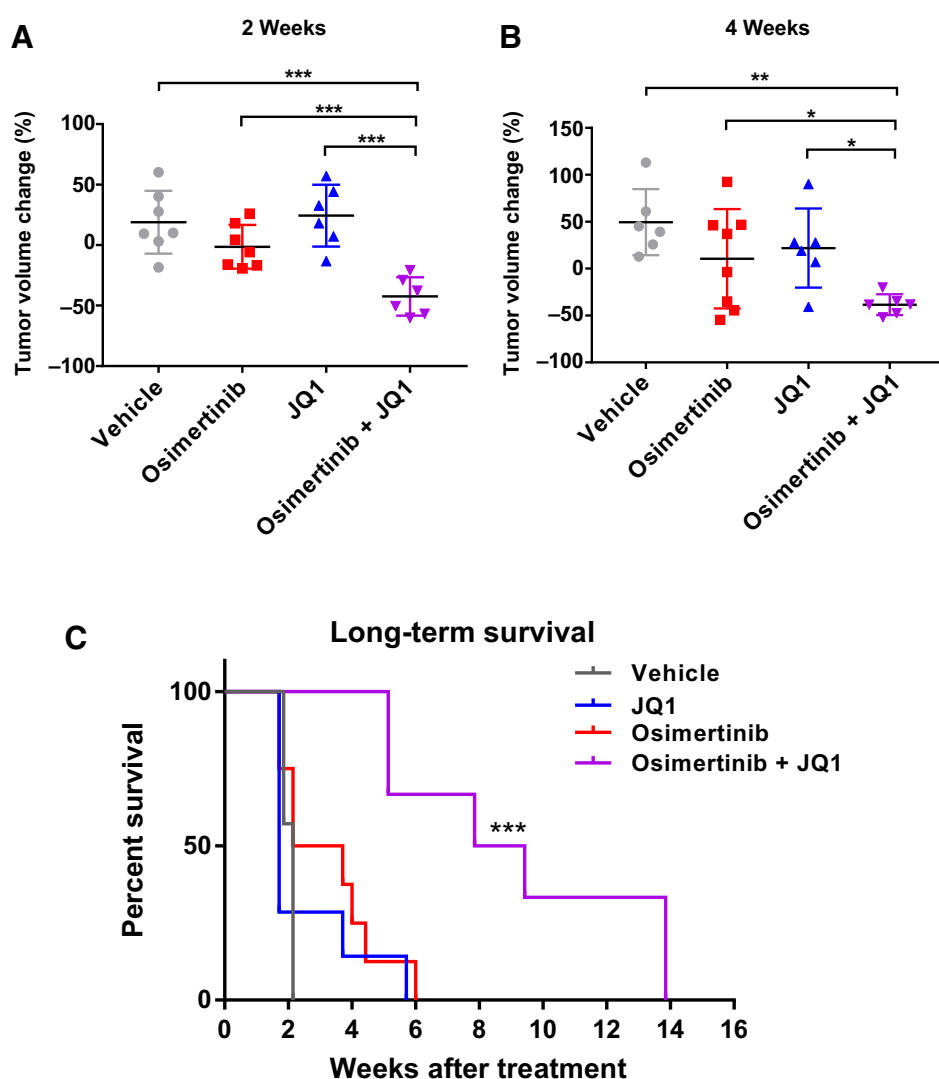 A
2 Weeks
Tumor volume change (%)
100
50
0
–50
–100
***
***
***
Vehicle
Osimertinib
JQ1
Osimertinib + JQ1
B
4 Weeks
Tumor volume change (%)
150
100
50
0
–50
–100
**
*
*
Vehicle
Osimertinib
JQ1
Osimertinib + JQ1
C
Long-term survival
Percent survival
100
50
0
Vehicle
JQ1
Osimertinib
Osimertinib + JQ1
***
0 2 4 6 8 10 12 14 16
Weeks after treatment